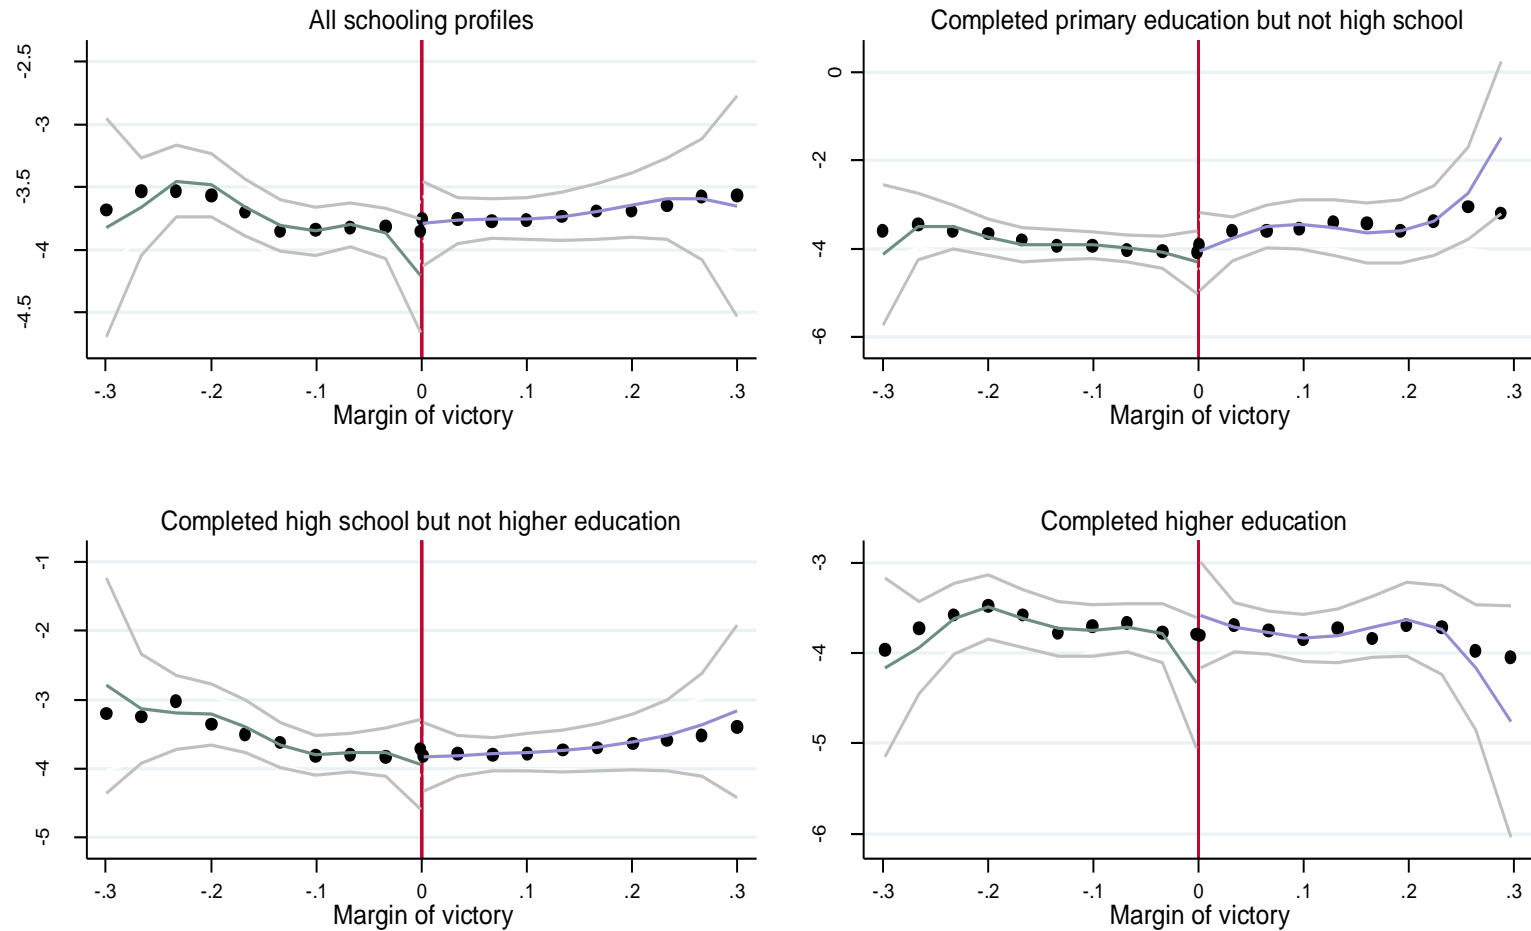 All schooling profiles
-2.5
-3
-3.5
-4
-4.5
-.3 -.2 -.1 0 .1 .2 .3
Margin of victory
Completed primary education but not high school
0
-2
-4
-6
-.3 -.2 -.1 0 .1 .2 .3
Margin of victory
Completed high school but not higher education
-1
-2
-3
-4
-5
-.3 -.2 -.1 0 .1 .2 .3
Margin of victory
Completed higher education
-3
-4
-5
-6
-.3 -.2 -.1 0 .1 .2 .3
Margin of victory